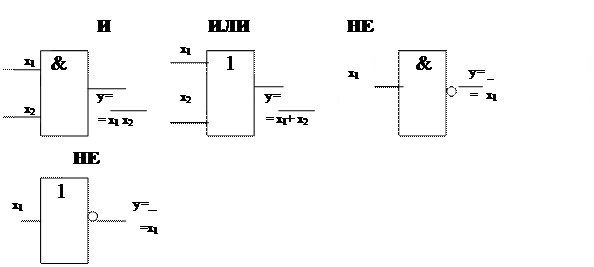 И ИЛИ НЕ
x₁ & x₁ 1 x₁ & y=_
x₂ y= x₂ y= = x₁
= x₁ x₂ = x₁+ x₂
НЕ
x₁ 1 y=_
=x₁